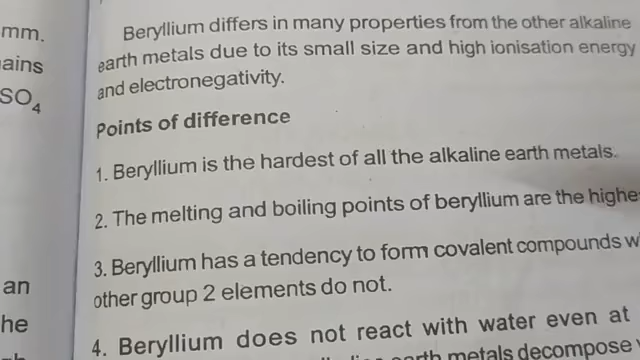 mm.
ains
SO4
an
he
Beryllium differs in many properties from the other alkaline
earth metals due to its small size and high ionisation energy
and electronegativity.
Points of difference
1. Beryllium is the hardest of all the alkaline earth metals.
2. The melting and boiling points of beryllium are the highe
3. Beryllium has a tendency to form covalent compounds w
other group 2 elements do not.
4. Beryllium does not react with water even at
earth metals decompose